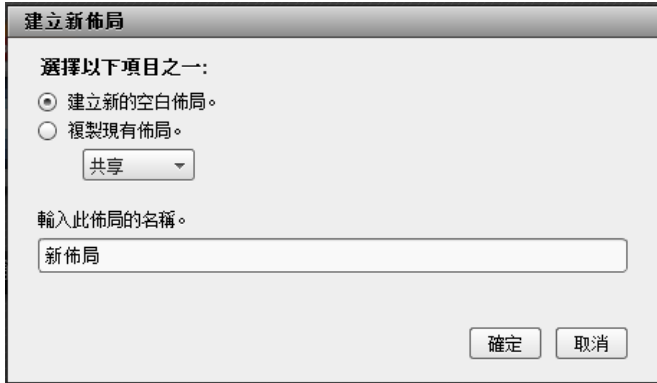 建立新佈局
選擇以下項目之一:
建立新的空白佈局。
複製現有佈局。
共享
輸入此佈局的名稱。
新佈局
確定 取消